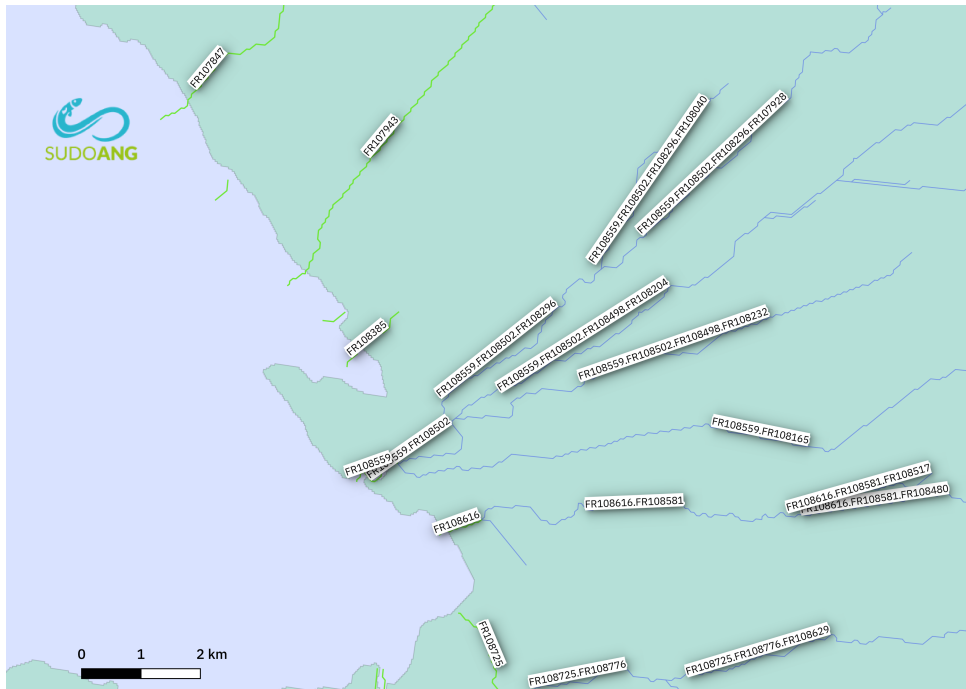 FR107847
FR107943
SUDOANG
FR108559.FR108502.FR108296.FR108040
FR108559.FR108502.FR108296.FR107928
FR108385
FR108559.FR108502.FR108296
FR108559.FR108502.FR108498.FR108204
FR108559.FR108502.FR108498.FR108232
FR108559.FR108502
FR108559
FR108559.FR108165
FR108616
FR108616.FR108581
FR108616.FR108581.FR108517
FR108616.FR108581.FR108480
FR108725
FR108725.FR108776
FR108725.FR108776.FR108629
0 1 2 km